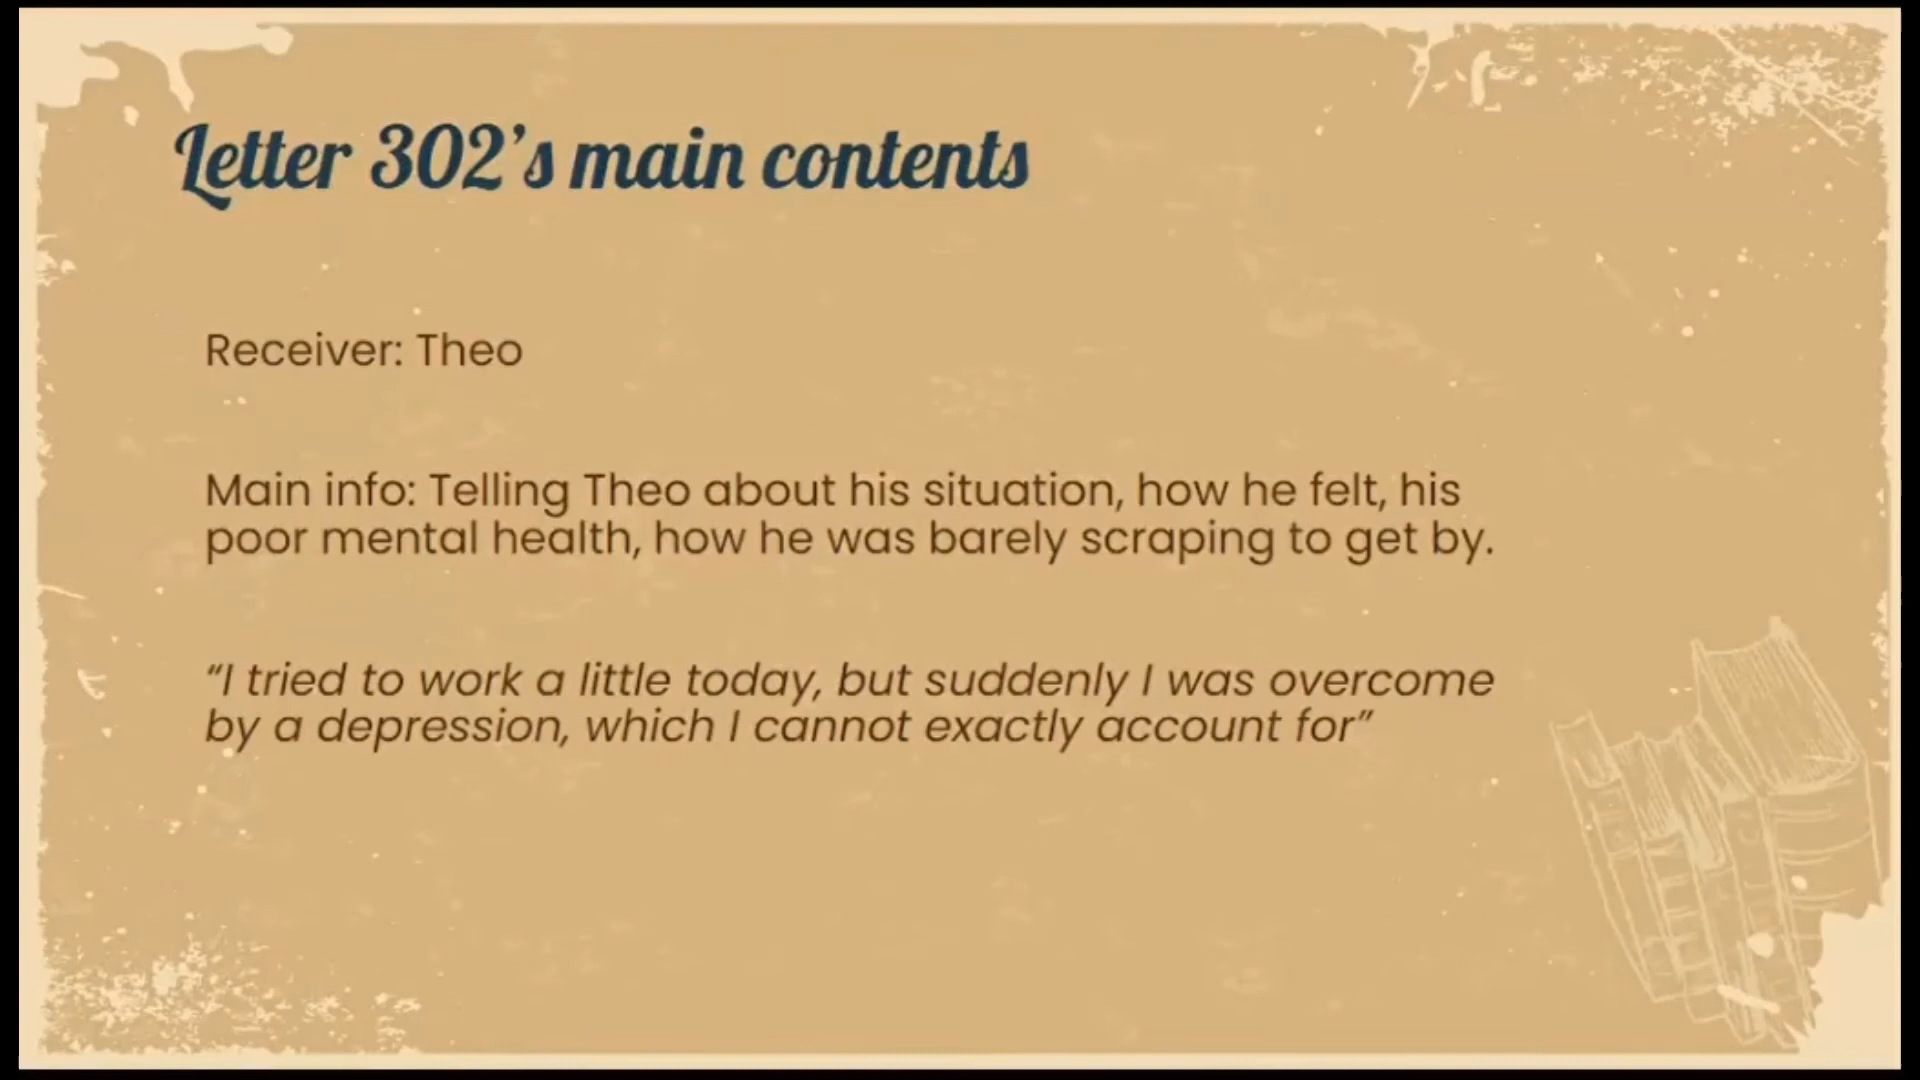 Letter 302’s main contents
Receiver: Theo
Main info: Telling Theo about his situation, how he felt, his
poor mental health, how he was barely scraping to get by.
“I tried to work a little today, but suddenly I was overcome
by a depression, which I cannot exactly account for”